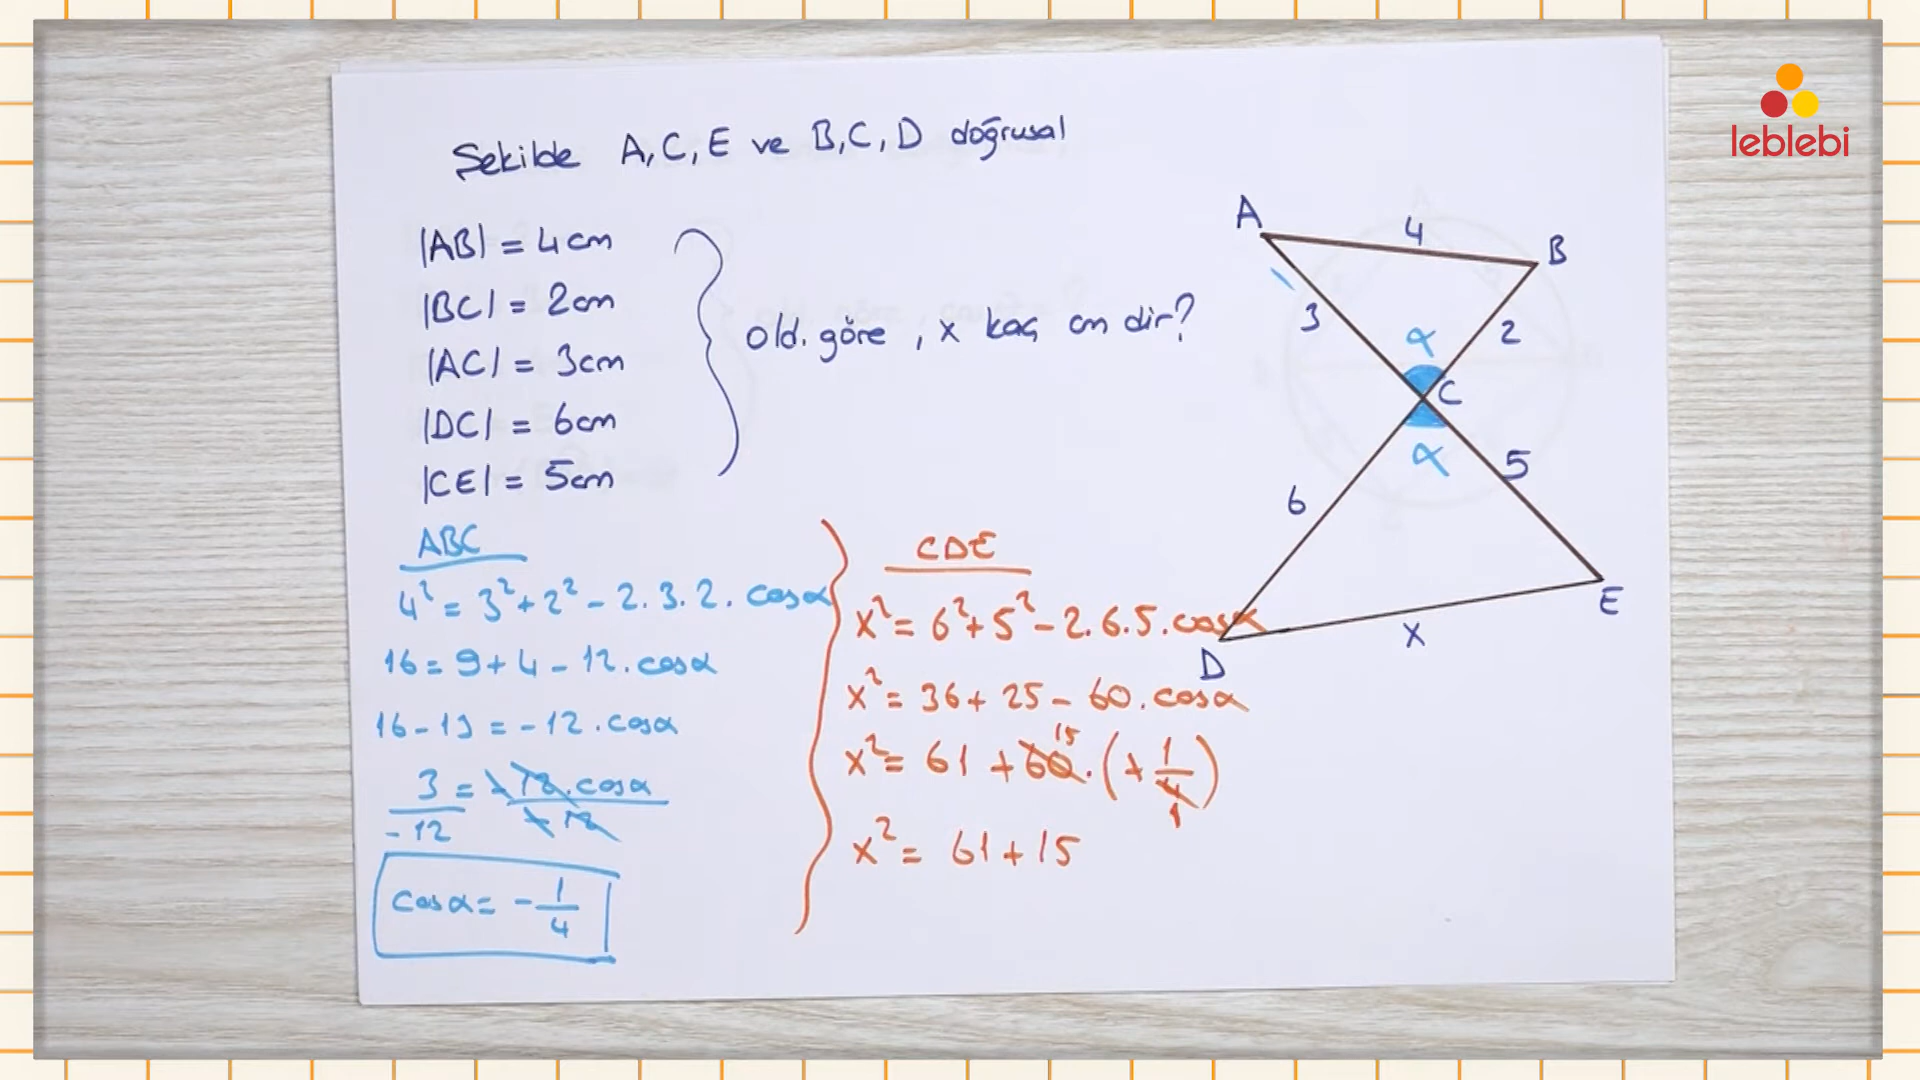 leblebi
Şekilde A, C, E ve B, C, D doğrusal
|AB| = 4cm
|BC| = 2cm
|AC| = 3cm
|DC| = 6cm
|CE| = 5cm
old. göre, x kaç cm dir?
A
4
B
3
2
α
C
α
6
5
D
x
E
ABC
4² = 3² + 2² - 2.3.2. cosα
16 = 9 + 4 - 12. cosα
16 - 13 = -12. cosα
3/-12 = -12.cosα/-12
cosα = -1/4
CDE
x² = 6² + 5² - 2.6.5. cosα
x² = 36 + 25 - 60. cosα
15
x² = 61 + 60. (+1/4)
1
x² = 61 + 15